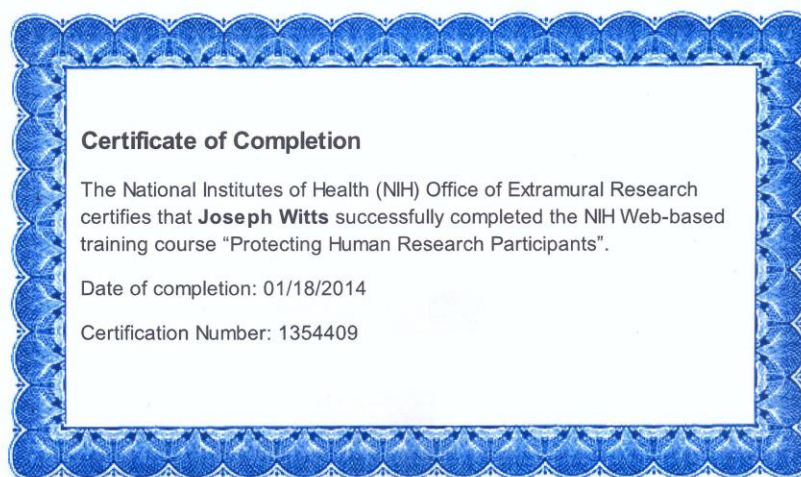 Certificate of Completion
The National Institutes of Health (NIH) Office of Extramural Research
certifies that Joseph Witts successfully completed the NIH Web-based
training course “Protecting Human Research Participants”.
Date of completion: 01/18/2014
Certification Number: 1354409